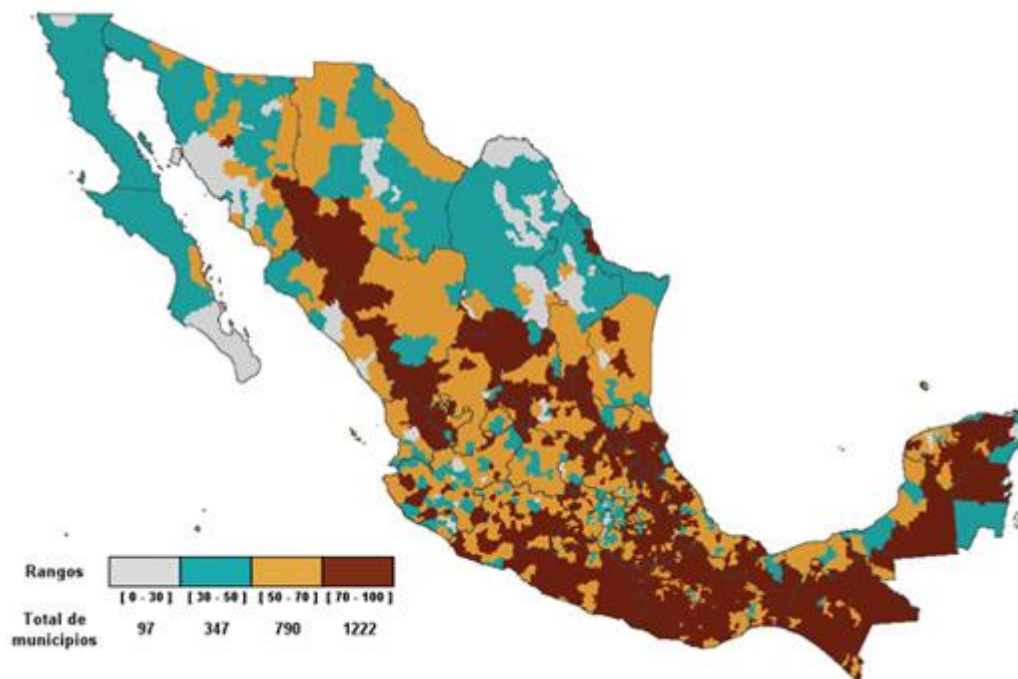 Rangos
[ 0 - 30 ] [ 30 - 50 ] [ 50 - 70 ] [ 70 - 100 ]
Total de
municipios
97 347 790 1222